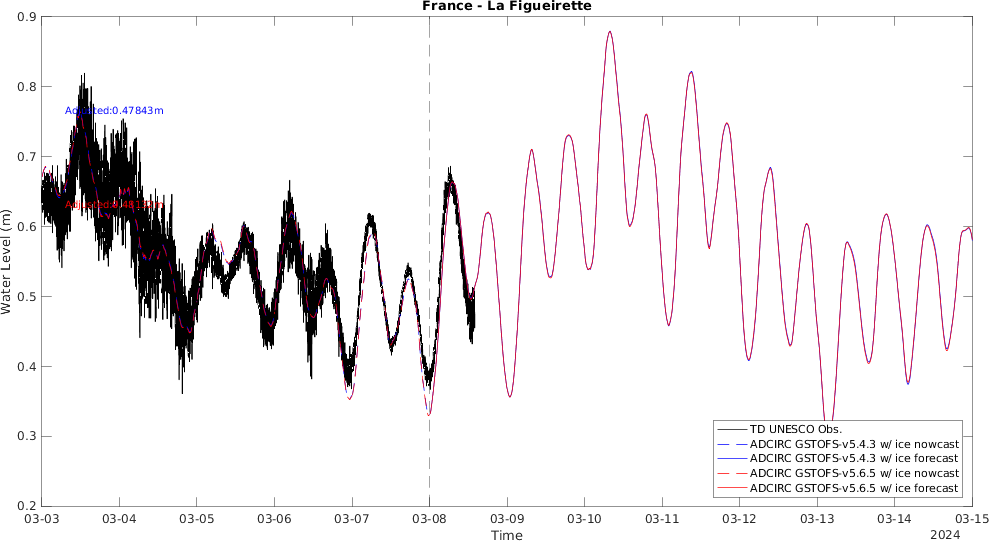 France - La Figueirette
0.9
0.8
0.7
0.6
0.5
0.4
0.3
0.2
Water Level (m)
03-03 03-04 03-05 03-06 03-07 03-08 03-09 03-10 03-11 03-12 03-13 03-14 03-15
Time
2024
TD UNESCO Obs.
ADCIRC GSTOFS-v5.4.3 w/ ice nowcast
ADCIRC GSTOFS-v5.4.3 w/ ice forecast
ADCIRC GSTOFS-v5.6.5 w/ ice nowcast
ADCIRC GSTOFS-v5.6.5 w/ ice forecast